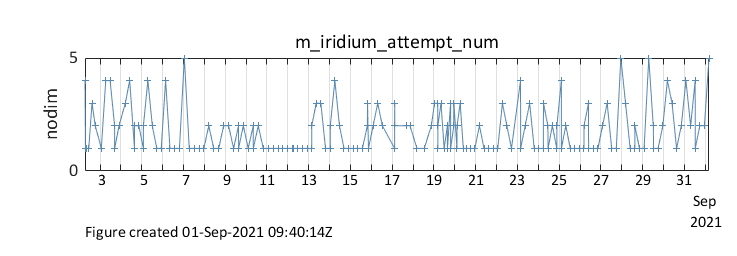 m_iridium_attempt_num
5
nodim
0
3 5 7 9 11 13 15 17 19 21 23 25 27 29 31
Sep
2021
Figure created 01-Sep-2021 09:40:14Z